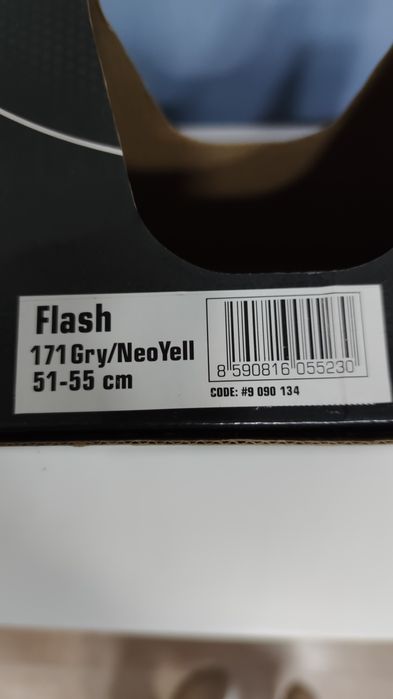 Flash
171 Gry/NeoYell
51-55 cm
8 590816 055230
CODE: #9 090 134